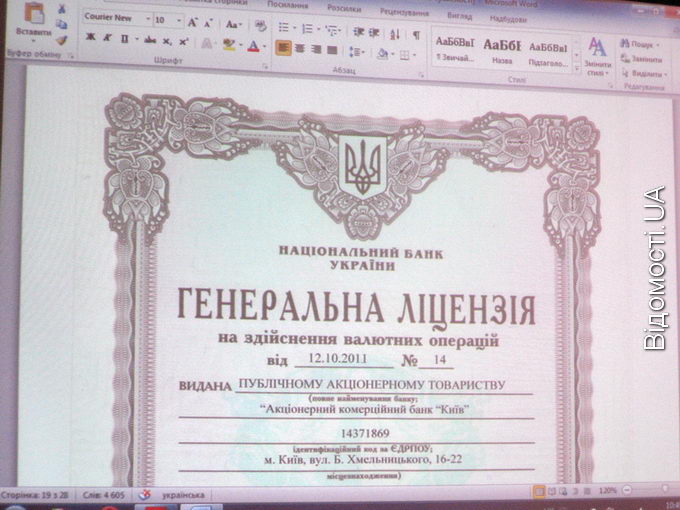 Microsoft Word
Посилання
Розсилки
Рецензування
Вигляд
Надбудови
Вставити
Буфер обміну
Courier New
10
Шрифт
Абзац
АаБбВвІ
АаБбІ
АаБбВвІ
¶ Звичай...
Назва
Підзаголо...
Стилі
Змінити
стилі
Пошук
Замінити
Виділити
Редагування
НАЦІОНАЛЬНИЙ БАНК
УКРАЇНИ
ГЕНЕРАЛЬНА ЛІЦЕНЗІЯ
на здійснення валютних операцій
від 12.10.2011 № 14
ВИДАНА ПУБЛІЧНОМУ АКЦІОНЕРНОМУ ТОВАРИСТВУ
(повне найменування банку;
“Акціонерний комерційний банк “Київ”
14371869
ідентифікаційний код за ЄДРПОУ;
м. Київ, вул. Б. Хмельницького, 16-22
місцезнаходження)
Сторінка: 19 з 28
Слів: 4 605
українська
120%
Відомості.UA